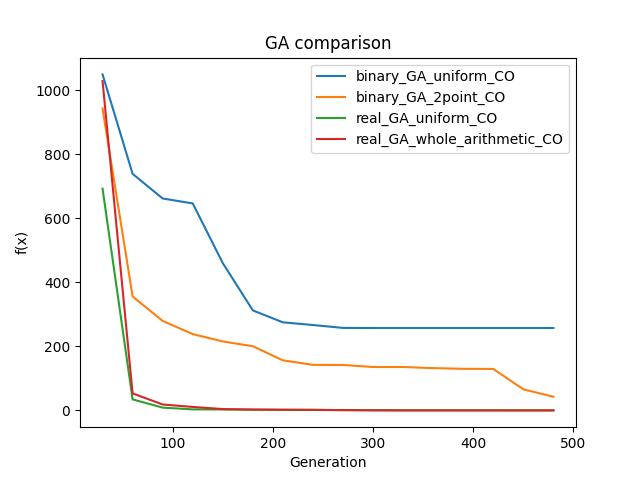 GA comparison
binary_GA_uniform_CO
binary_GA_2point_CO
real_GA_uniform_CO
real_GA_whole_arithmetic_CO
f(x)
1000
800
600
400
200
0
100 200 300 400 500
Generation